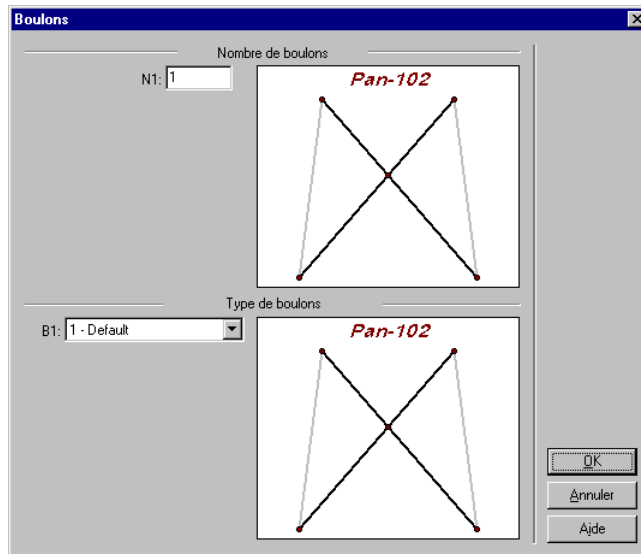 Boulons
Nombre de boulons
N1: 1
Pan-102
Type de boulons
B1: 1 - Default
Pan-102
OK
Annuler
Aide